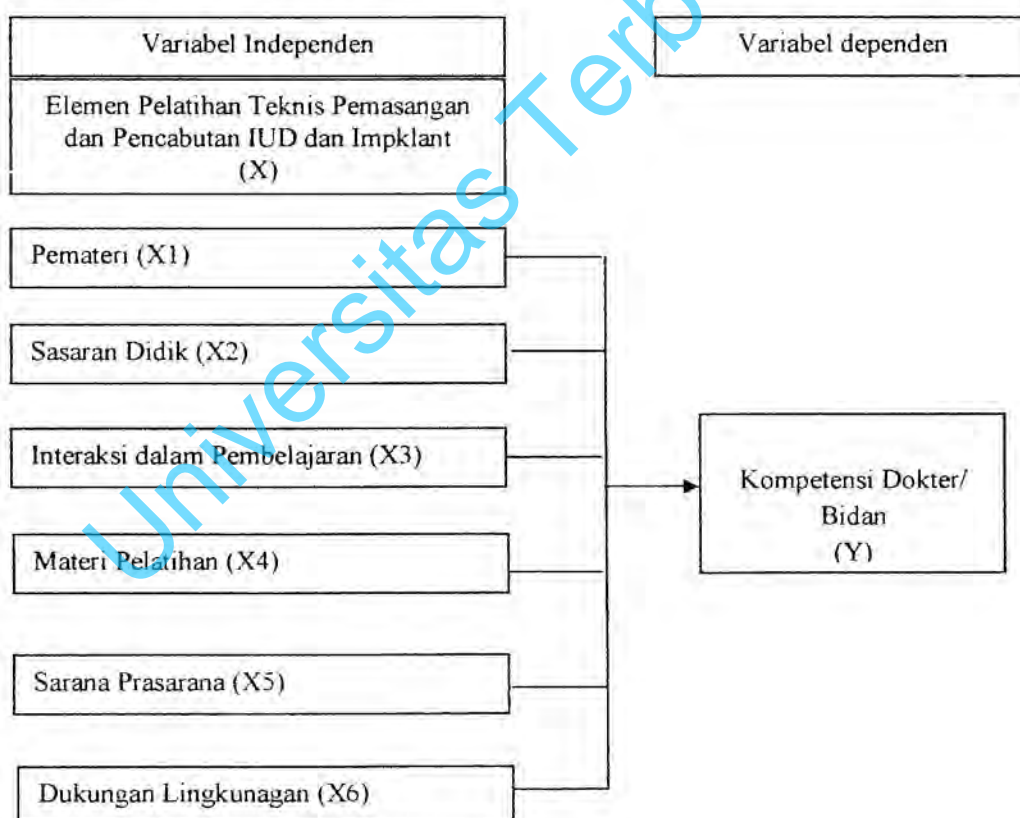 Variabel Independen
Variabel dependen
Elemen Pelatihan Teknis Pemasangan
dan Pencabutan IUD dan Impklant
(X)
Pemateri (X1)
Sasaran Didik (X2)
Interaksi dalam Pembelajaran (X3)
Materi Pelatihan (X4)
Sarana Prasarana (X5)
Dukungan Lingkunagan (X6)
Kompetensi Dokter/
Bidan
(Y)
Universitas Terb